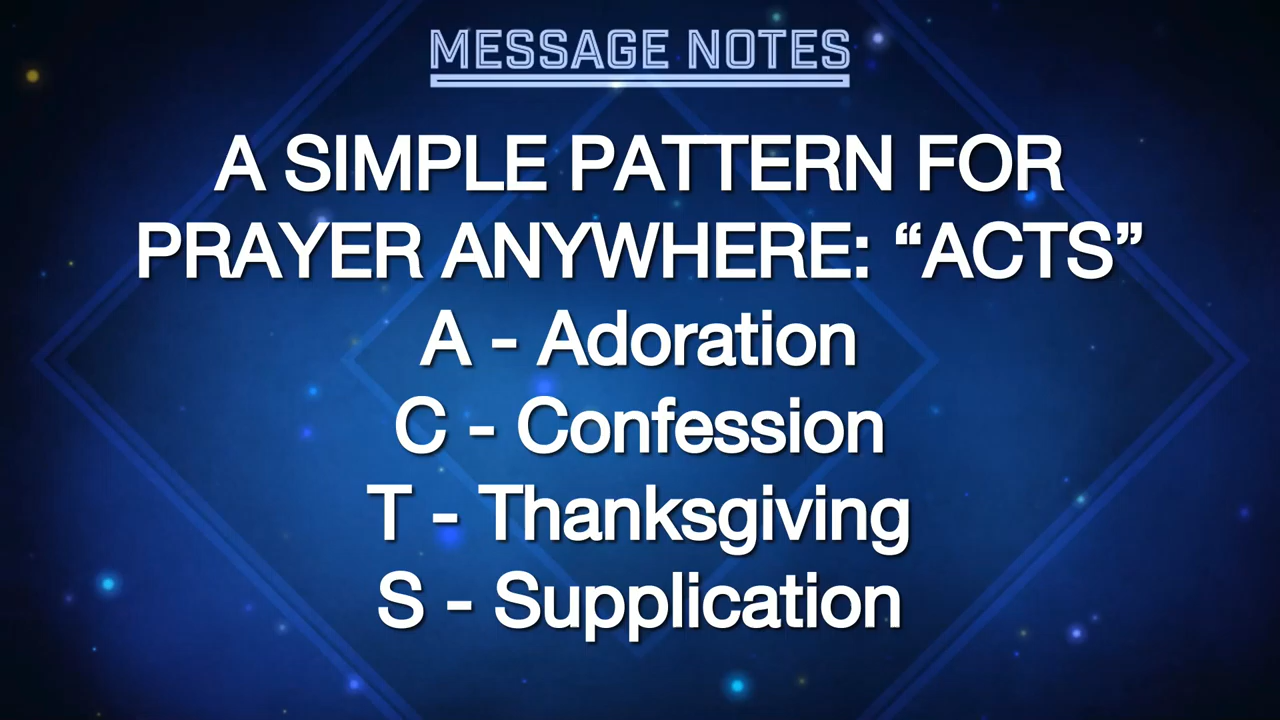 MESSAGE NOTES
A SIMPLE PATTERN FOR
PRAYER ANYWHERE: “ACTS”
A - Adoration
C - Confession
T - Thanksgiving
S - Supplication